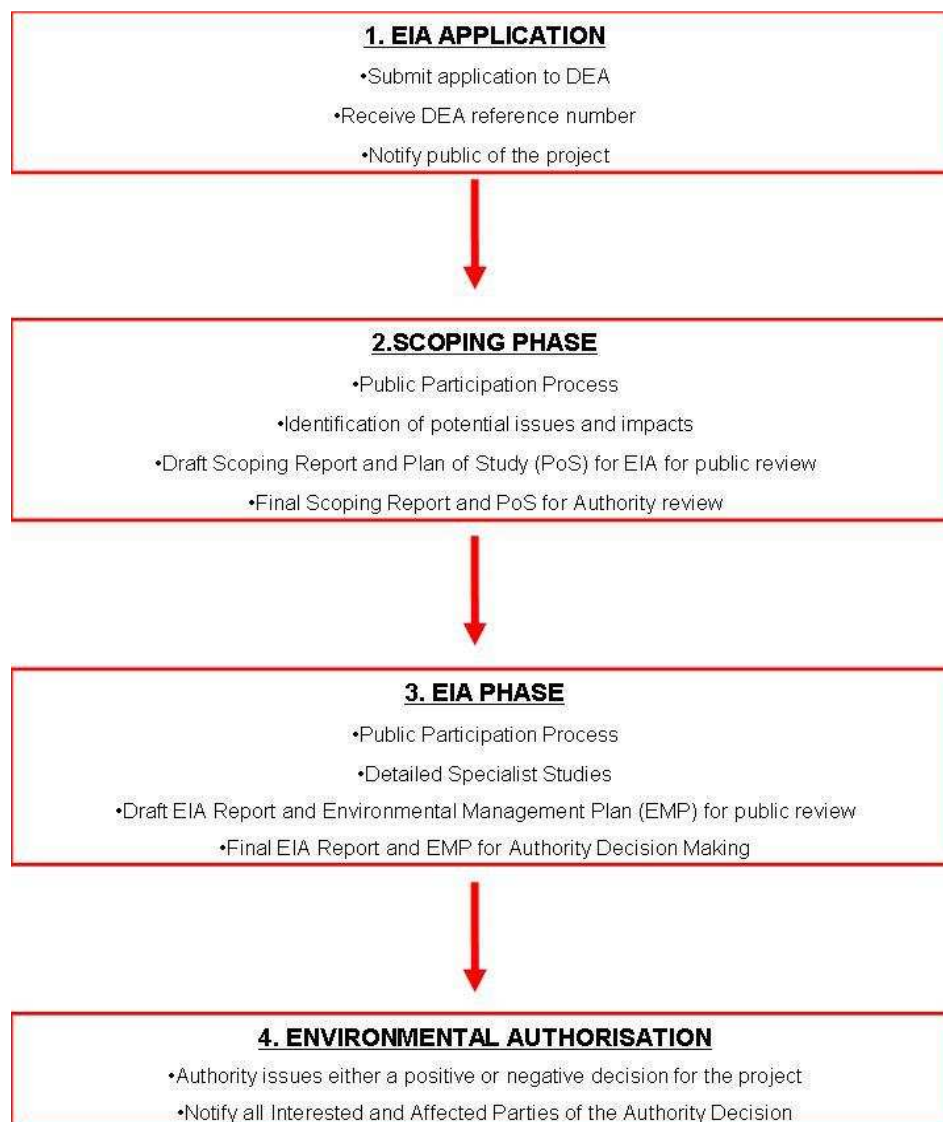 1. EIA APPLICATION
•Submit application to DEA
•Receive DEA reference number
•Notify public of the project
2.SCOPING PHASE
•Public Participation Process
•Identification of potential issues and impacts
•Draft Scoping Report and Plan of Study (PoS) for EIA for public review
•Final Scoping Report and PoS for Authority review
3. EIA PHASE
•Public Participation Process
•Detailed Specialist Studies
•Draft EIA Report and Environmental Management Plan (EMP) for public review
•Final EIA Report and EMP for Authority Decision Making
4. ENVIRONMENTAL AUTHORISATION
•Authority issues either a positive or negative decision for the project
•Notify all Interested and Affected Parties of the Authority Decision